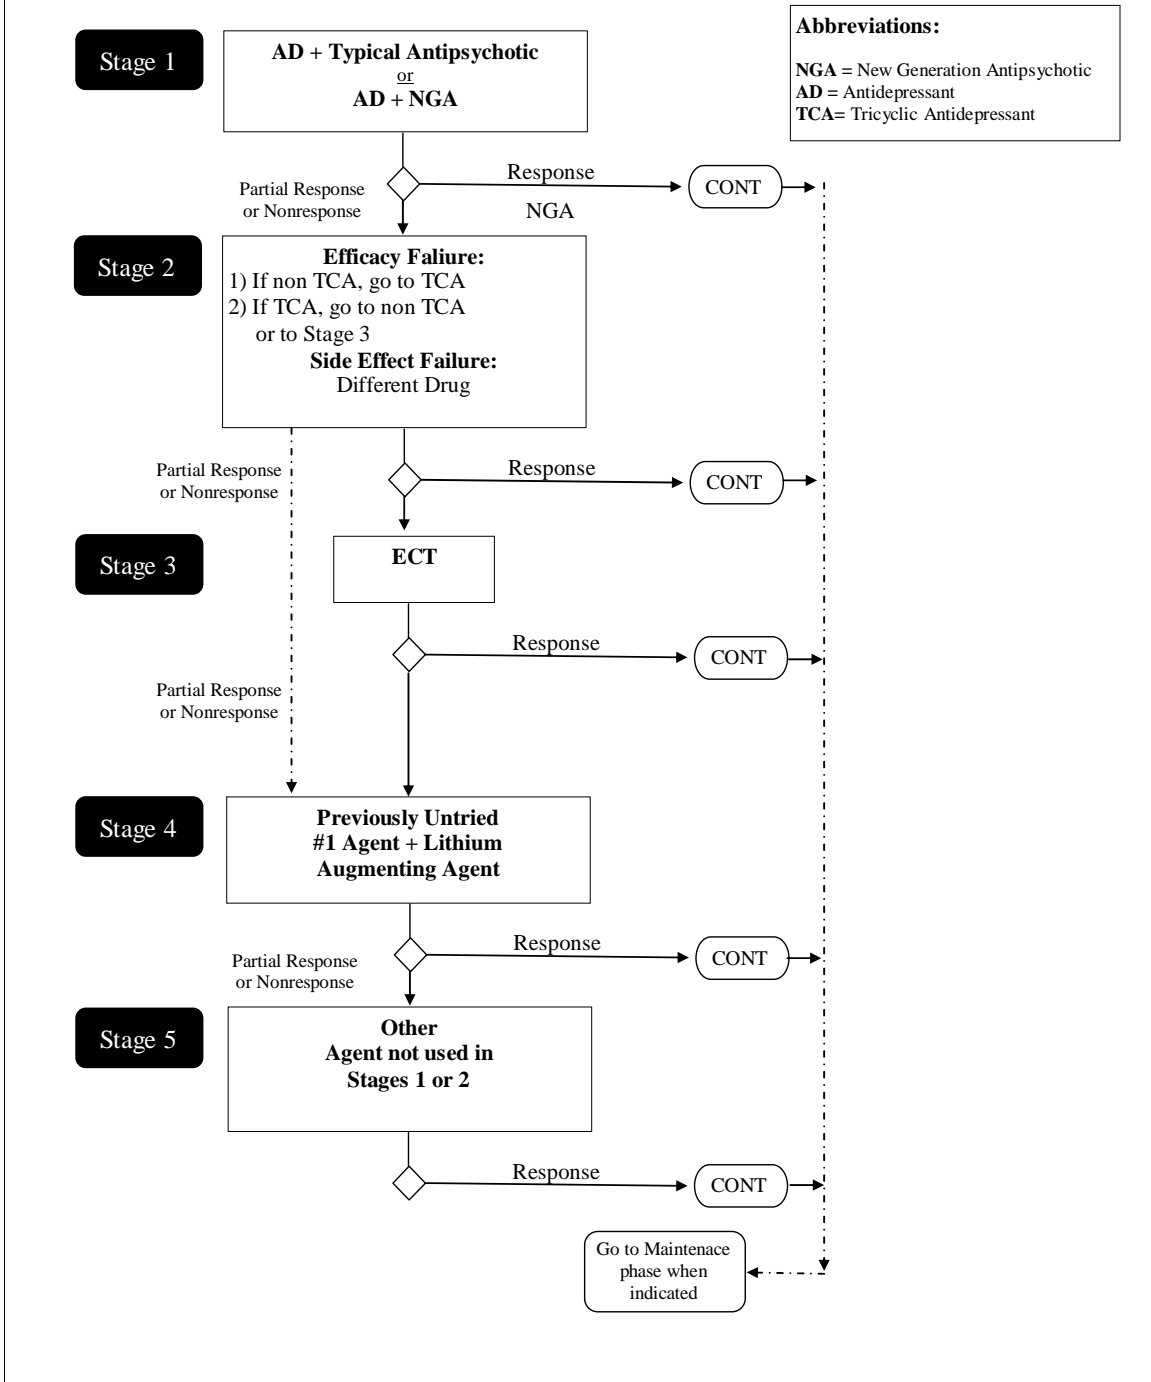 Stage 1
AD + Typical Antipsychotic
or
AD + NGA
Abbreviations:
NGA = New Generation Antipsychotic
AD = Antidepressant
TCA= Tricyclic Antidepressant
Partial Response
or Nonresponse
Response
NGA
CONT
Stage 2
Efficacy Faliure:
1) If non TCA, go to TCA
2) If TCA, go to non TCA
or to Stage 3
Side Effect Failure:
Different Drug
Partial Response
or Nonresponse
Response
CONT
Stage 3
ECT
Response
CONT
Partial Response
or Nonresponse
Stage 4
Previously Untried
#1 Agent + Lithium
Augmenting Agent
Partial Response
or Nonresponse
Response
CONT
Stage 5
Other
Agent not used in
Stages 1 or 2
Response
CONT
Go to Maintenace
phase when
indicated